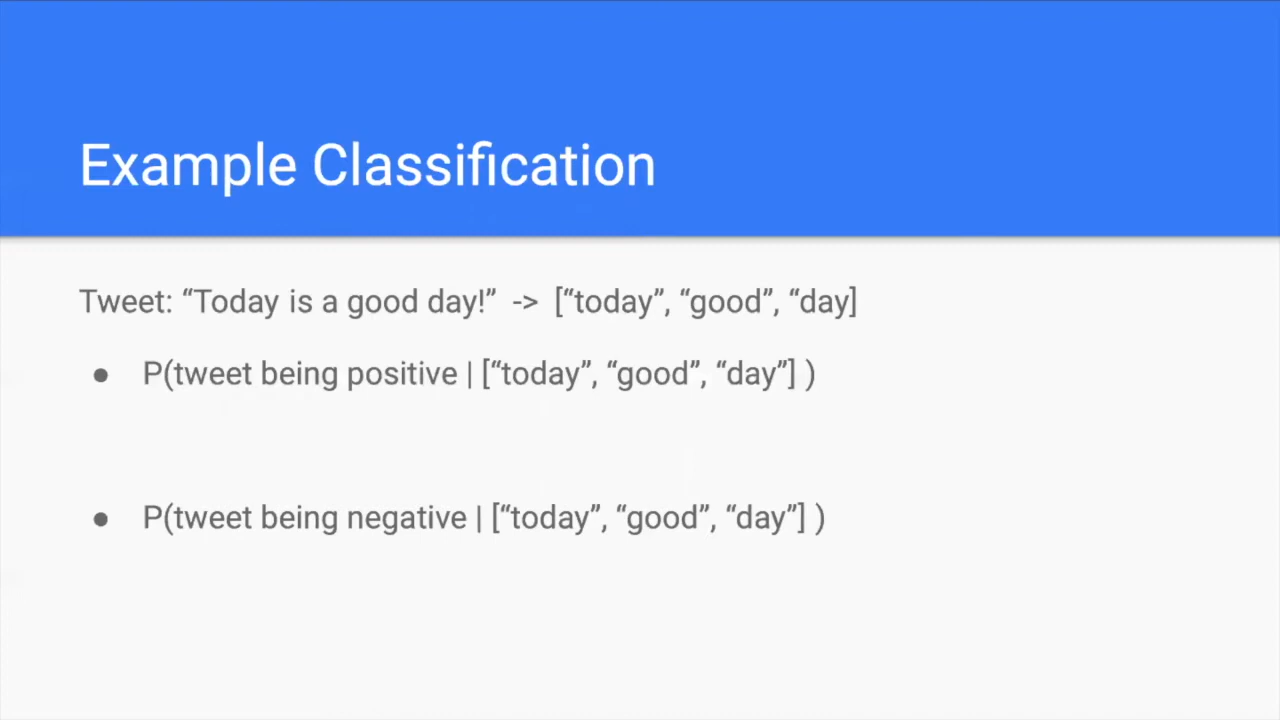 Example Classification
Tweet: “Today is a good day!” -> [“today”, “good”, “day]
● P(tweet being positive | [“today”, “good”, “day”] )
● P(tweet being negative | [“today”, “good”, “day”] )